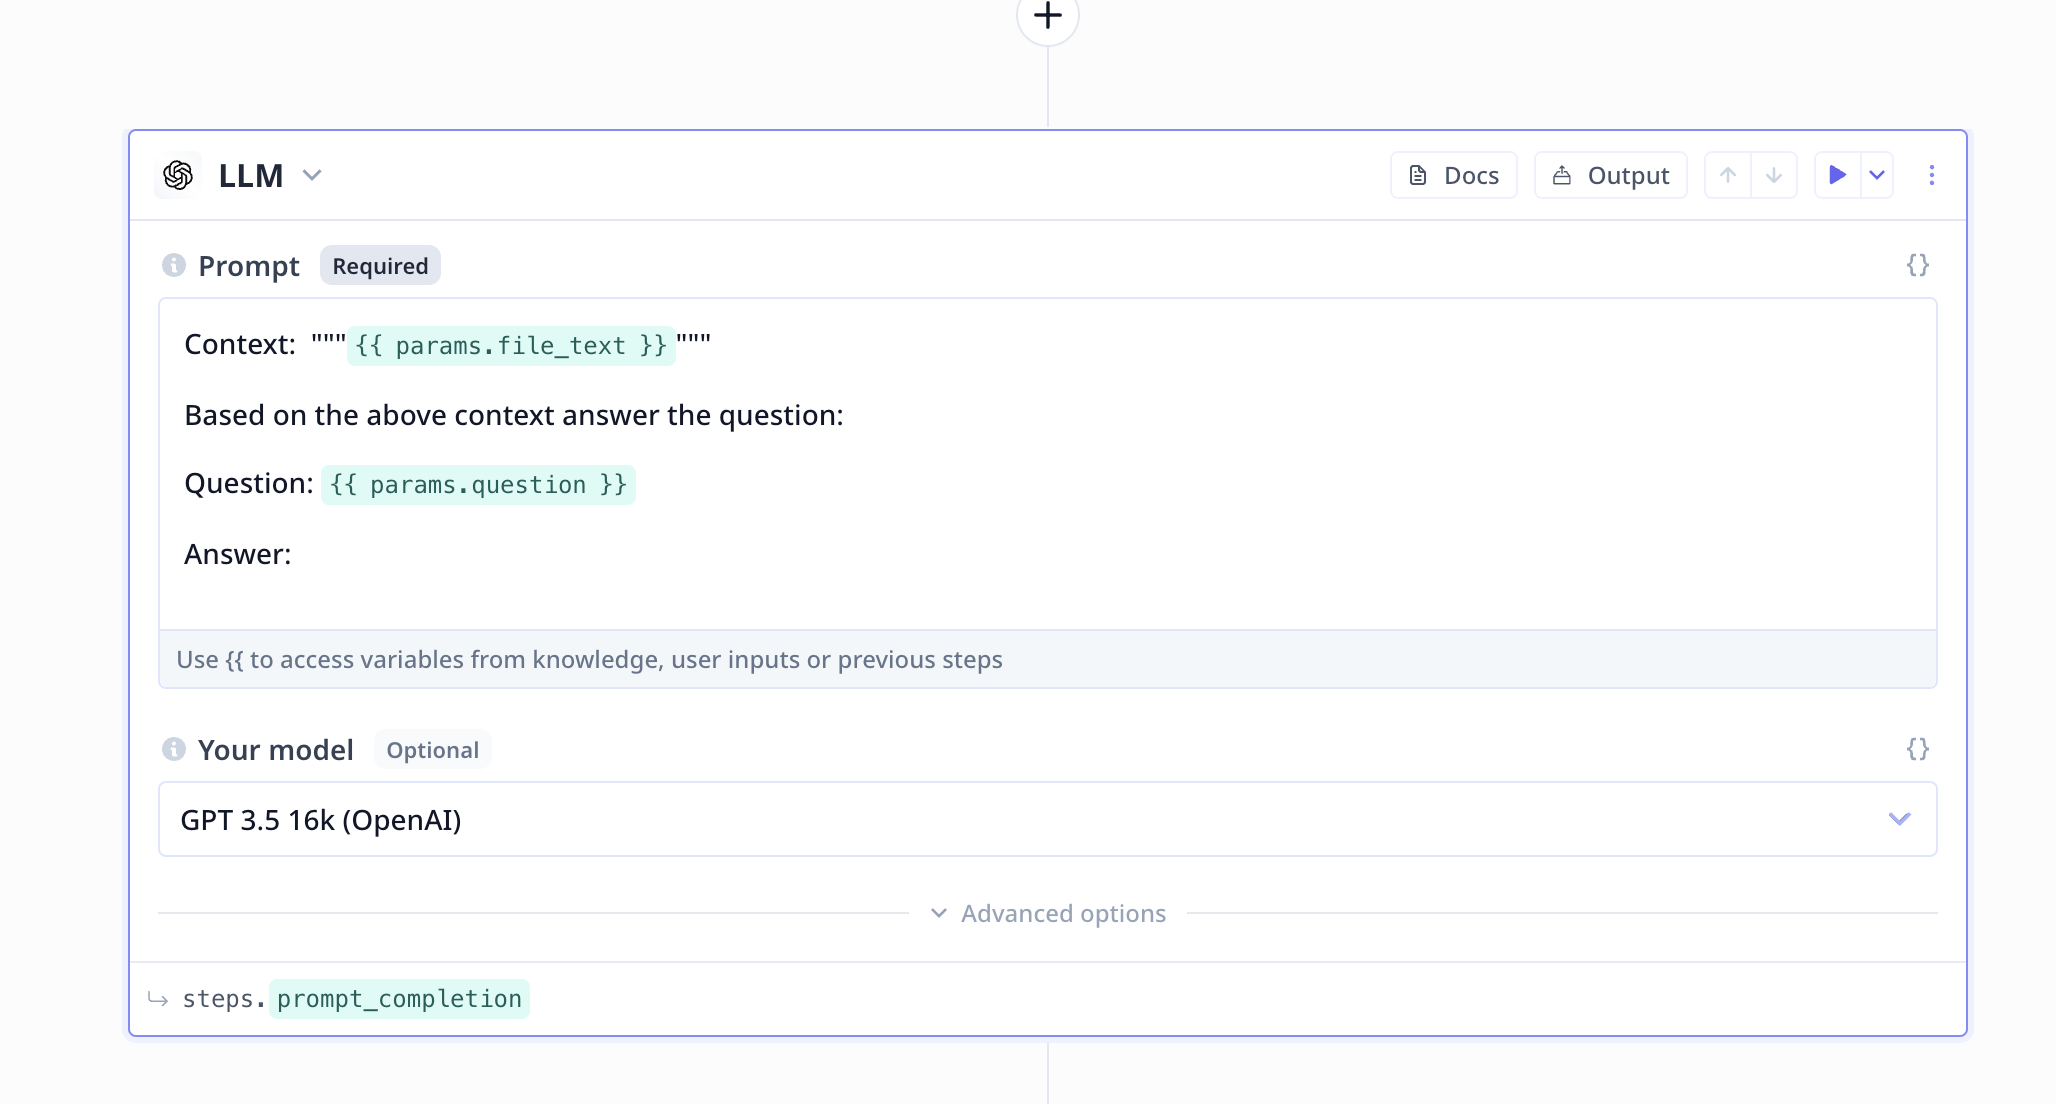 LLM
Docs
Output
Prompt Required
{}
Context: """{{ params.file_text }}"""
Based on the above context answer the question:
Question: {{ params.question }}
Answer:
Use {{ to access variables from knowledge, user inputs or previous steps
Your model Optional
{}
GPT 3.5 16k (OpenAI)
Advanced options
steps.prompt_completion